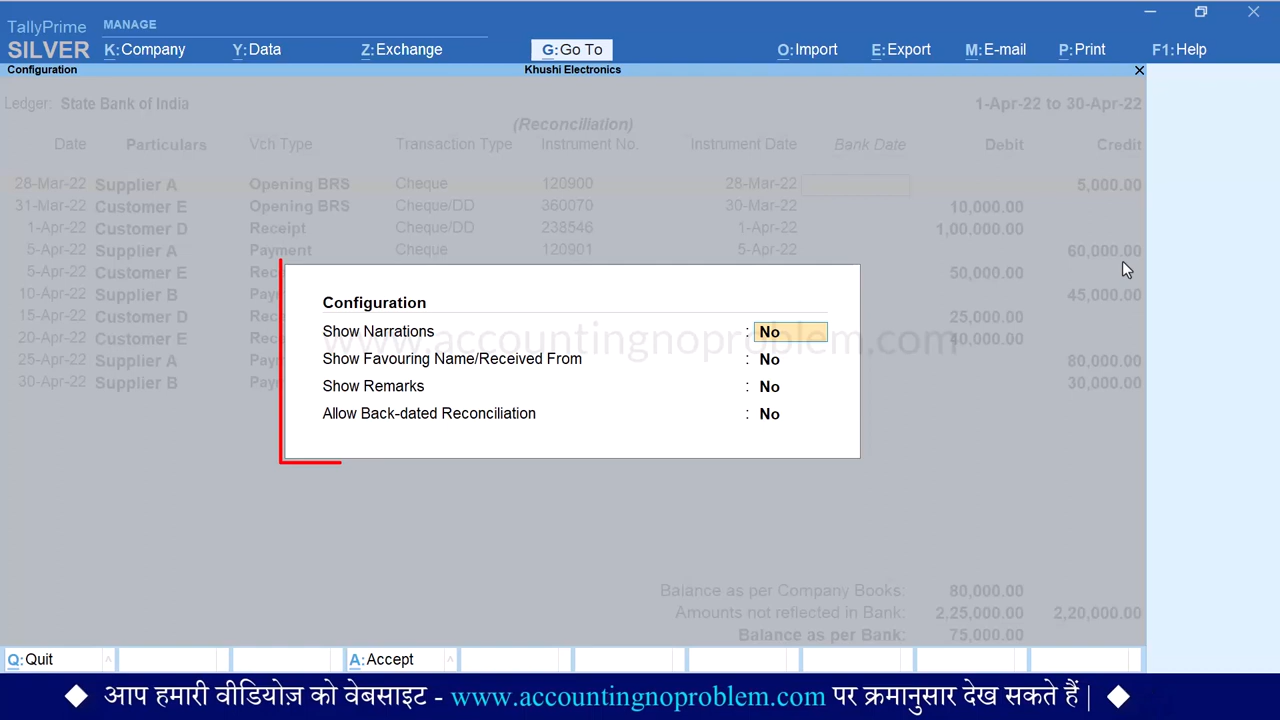 TallyPrime MANAGE
SILVER K:Company Y:Data Z:Exchange G:Go To O:Import E:Export M:E-mail P:Print F1:Help
Configuration Khushi Electronics
Ledger: State Bank of India 1-Apr-22 to 30-Apr-22
(Reconciliation)
Date Particulars Vch Type Transaction Type Instrument No. Instrument Date Bank Date Debit Credit
28-Mar-22 Supplier A Opening BRS Cheque 120900 28-Mar-22 5,000.00
31-Mar-22 Customer E Opening BRS Cheque/DD 360070 30-Mar-22 10,000.00
1-Apr-22 Customer D Receipt Cheque/DD 238546 1-Apr-22 1,00,000.00
5-Apr-22 Supplier A Payment Cheque 120901 5-Apr-22 60,000.00
5-Apr-22 Customer E Rec 50,000.00
10-Apr-22 Supplier B Payr 45,000.00
15-Apr-22 Customer D Rec 25,000.00
20-Apr-22 Customer E Rec 40,000.00
25-Apr-22 Supplier A Payr 80,000.00
30-Apr-22 Supplier B Payr 30,000.00
Configuration
Show Narrations : No
www.accountingnoproblem.com
Show Favouring Name/Received From : No
Show Remarks : No
Allow Back-dated Reconciliation : No
Balance as per Company Books: 80,000.00
Amounts not reflected in Bank: 2,25,000.00 2,20,000.00
Balance as per Bank: 75,000.00
Q:Quit A:Accept
आप हमारी वीडियोज़ को वेबसाइट - www.accountingnoproblem.com पर क्रमानुसार देख सकते हैं |